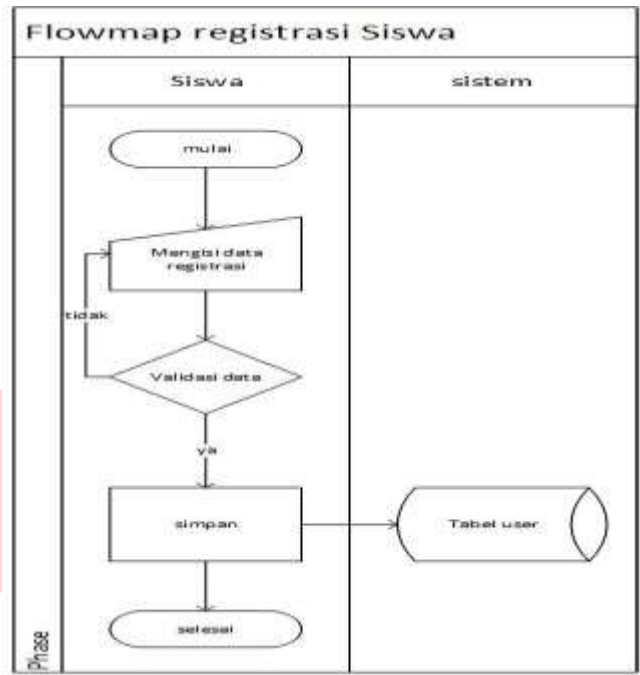 Flowmap registrasi Siswa
Siswa
sistem
mulai
Mengisi data
registrasi
tidak
Validasi data
ya
simpan
Tabel user
selesai
Phase